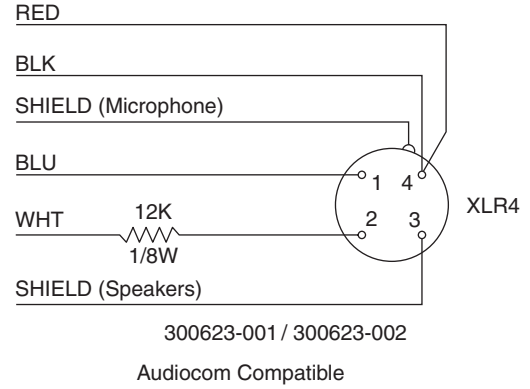 RED
BLK
SHIELD (Microphone)
BLU
1 4
XLR4
WHT
12K
2 3
1/8W
SHIELD (Speakers)
300623-001 / 300623-002
Audiocom Compatible